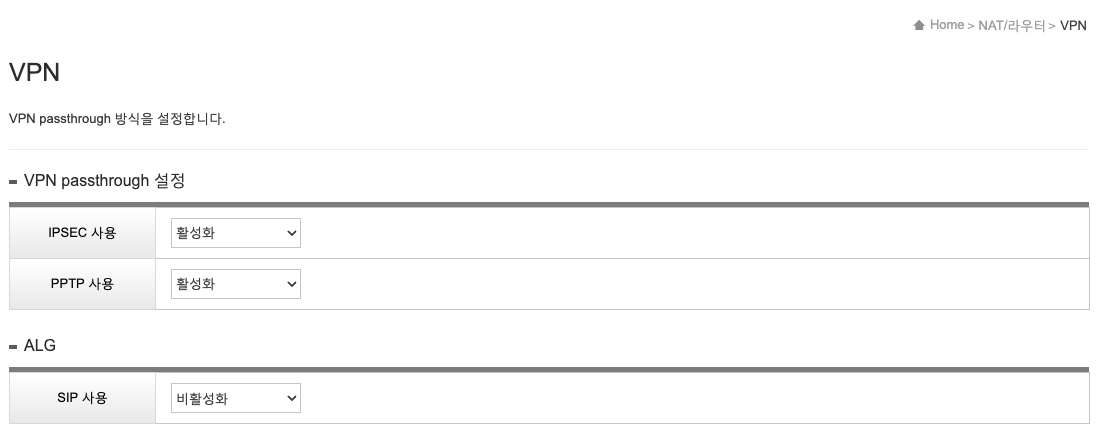 Home > NAT/라우터 > VPN
VPN
VPN passthrough 방식을 설정합니다.
VPN passthrough 설정
IPSEC 사용 활성화
PPTP 사용 활성화
ALG
SIP 사용 비활성화